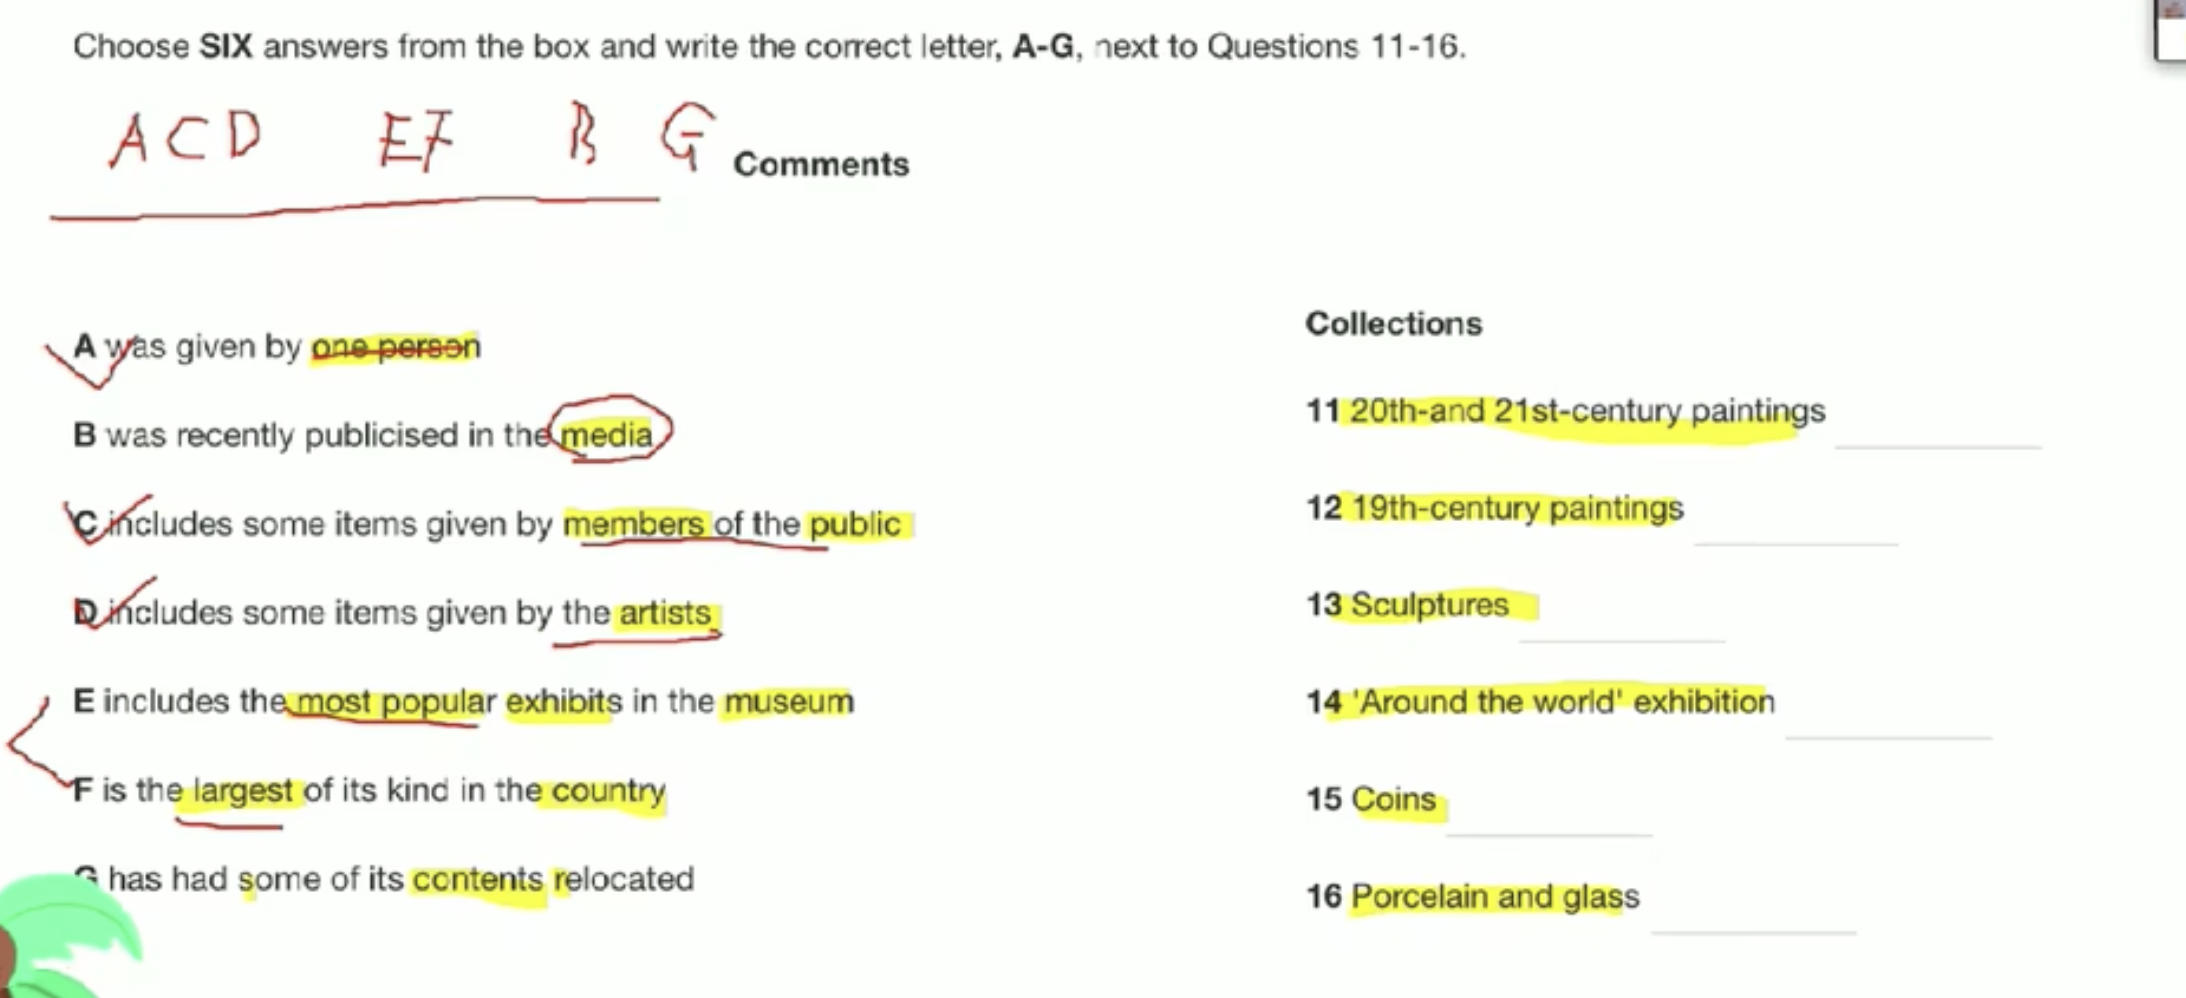 Choose SIX answers from the box and write the correct letter, A-G, next to Questions 11-16.
A C D E F B G
Comments
A was given by one person
B was recently publicised in the media
C includes some items given by members of the public
D includes some items given by the artists
E includes the most popular exhibits in the museum
F is the largest of its kind in the country
G has had some of its contents relocated
Collections
11 20th-and 21st-century paintings
12 19th-century paintings
13 Sculptures
14 'Around the world' exhibition
15 Coins
16 Porcelain and glass